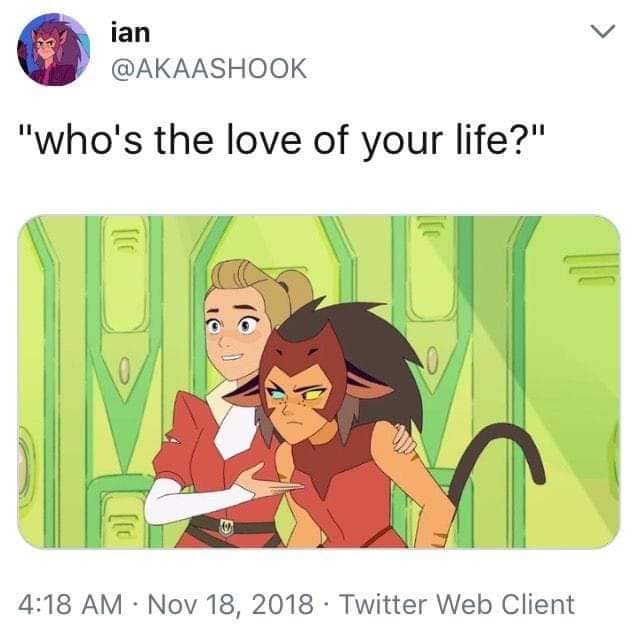 ian
@AKAASHOOK
"who's the love of your life?"
4:18 AM · Nov 18, 2018 · Twitter Web Client